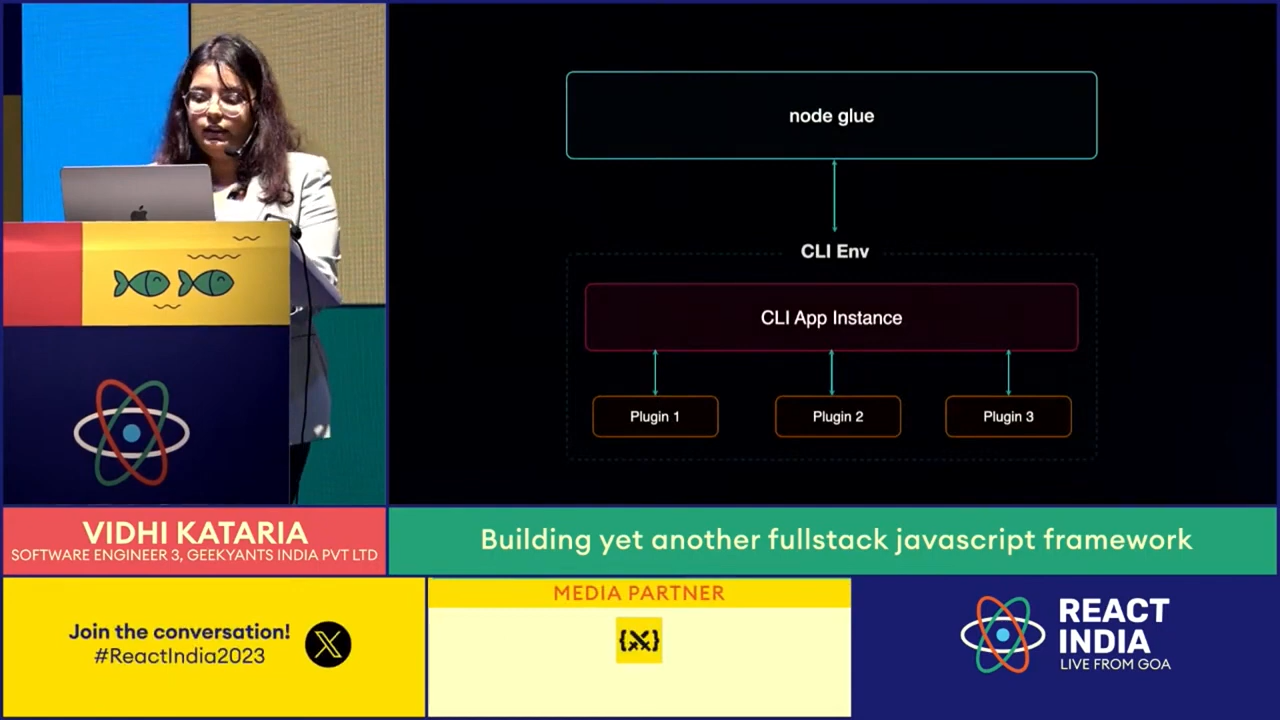 node glue
CLI Env
CLI App Instance
Plugin 1
Plugin 2
Plugin 3
VIDHI KATARIA
SOFTWARE ENGINEER 3, GEEKYANTS INDIA PVT LTD
Building yet another fullstack javascript framework
Join the conversation!
#ReactIndia2023
MEDIA PARTNER
REACT
INDIA
LIVE FROM GOA